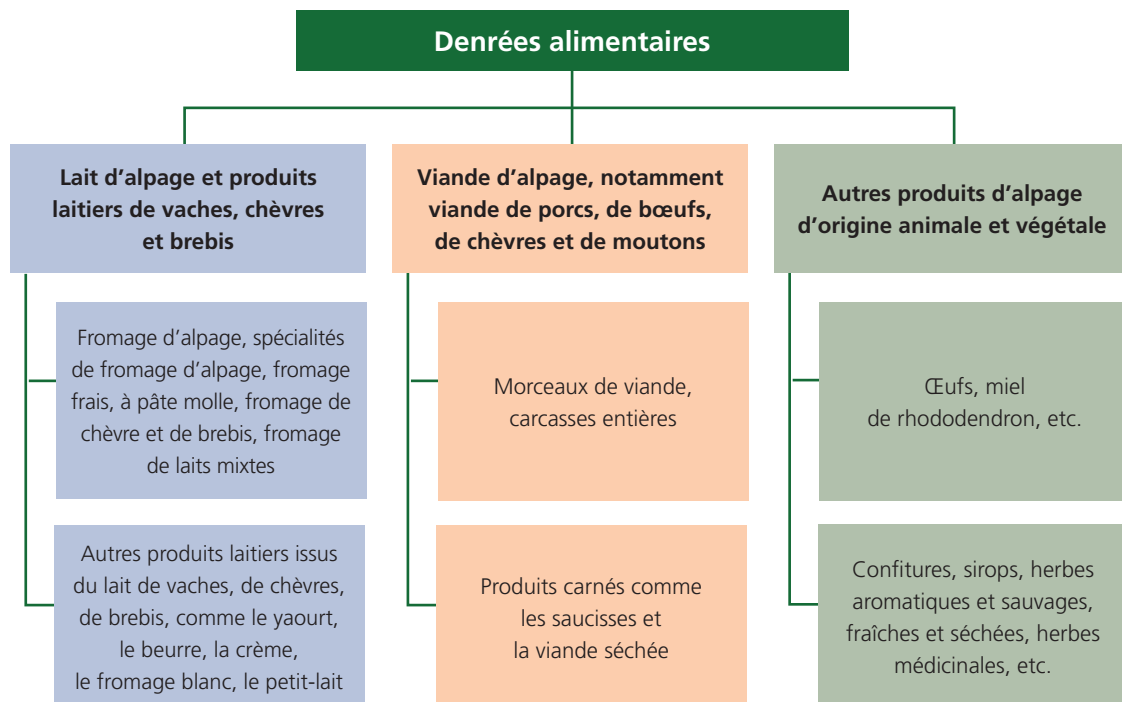 Denrées alimentaires
Lait d’alpage et produits
laitiers de vaches, chèvres
et brebis
Fromage d’alpage, spécialités
de fromage d’alpage, fromage
frais, à pâte molle, fromage de
chèvre et de brebis, fromage
de laits mixtes
Autres produits laitiers issus
du lait de vaches, de chèvres,
de brebis, comme le yaourt,
le beurre, la crème,
le fromage blanc, le petit-lait
Viande d’alpage, notamment
viande de porcs, de bœufs,
de chèvres et de moutons
Morceaux de viande,
carcasses entières
Produits carnés comme
les saucisses et
la viande séchée
Autres produits d’alpage
d’origine animale et végétale
Œufs, miel
de rhododendron, etc.
Confitures, sirops, herbes
aromatiques et sauvages,
fraîches et séchées, herbes
médicinales, etc.